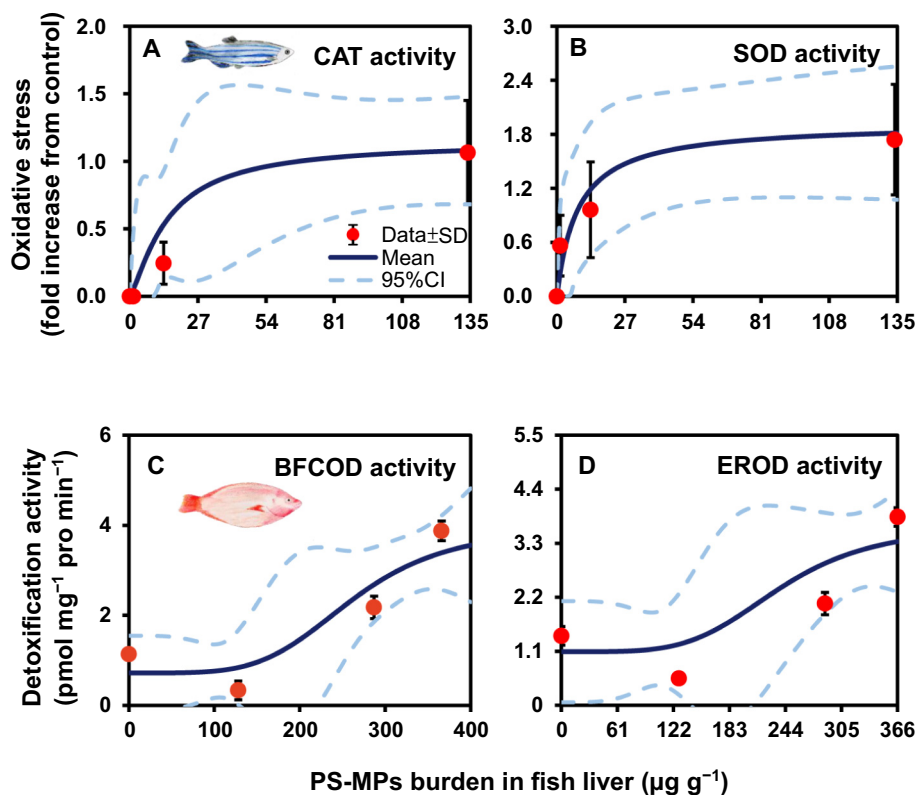 A
CAT activity
Oxidative stress
(fold increase from control)
2.0
1.5
1.0
0.5
0.0
Data±SD
Mean
95%CI
0 27 54 81 108 135
B
SOD activity
3.0
2.4
1.8
1.2
0.6
0.0
0 27 54 81 108 135
C
BFCOD activity
Detoxification activity
(pmol mg⁻¹ pro min⁻¹)
6
4
2
0
0 100 200 300 400
D
EROD activity
5.5
4.4
3.3
2.2
1.1
0
0 61 122 183 244 305 366
PS-MPs burden in fish liver (μg g⁻¹)